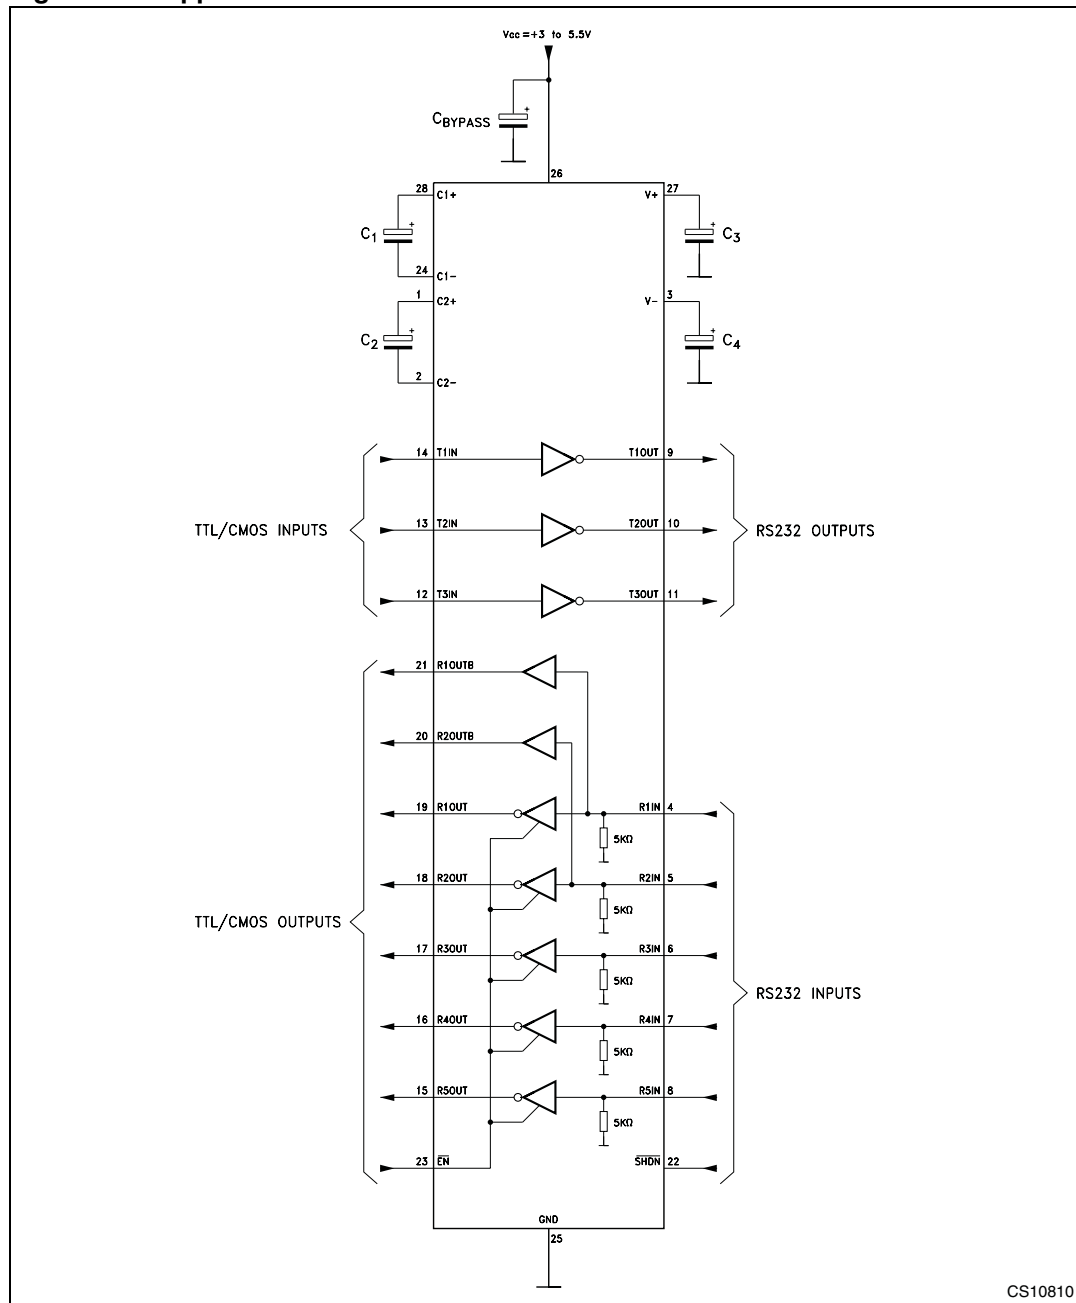 Vcc=+3 to 5.5V
CBYPASS
+
26
28 C1+
V+ 27
C1
+
+
C3
24 C1-
1 C2+
V- 3
C2
+
+
C4
2 C2-
14 T1IN
T1OUT 9
TTL/CMOS INPUTS
13 T2IN
T2OUT 10
RS232 OUTPUTS
12 T3IN
T3OUT 11
21 R1OUTB
20 R2OUTB
19 R1OUT
R1IN 4
5KΩ
18 R2OUT
R2IN 5
5KΩ
TTL/CMOS OUTPUTS
17 R3OUT
R3IN 6
5KΩ
RS232 INPUTS
16 R4OUT
R4IN 7
5KΩ
15 R5OUT
R5IN 8
5KΩ
23 E̅N̅
S̅H̅D̅N̅ 22
GND
25
CS10810